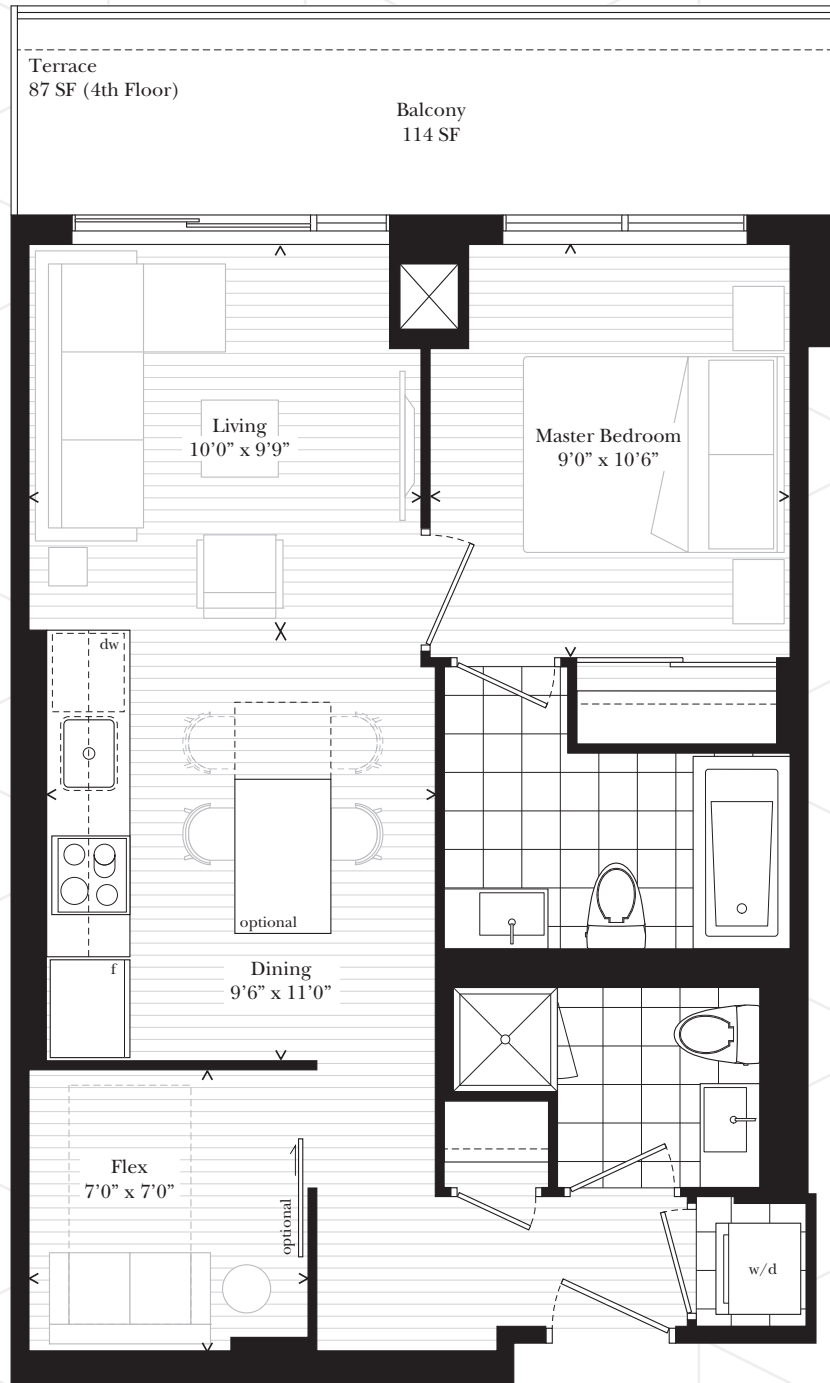 Terrace
87 SF (4th Floor)
Balcony
114 SF
Living
10’0” x 9’9”
Master Bedroom
9’0” x 10’6”
dw
optional
f
Dining
9’6” x 11’0”
Flex
7’0” x 7’0”
optional
w/d